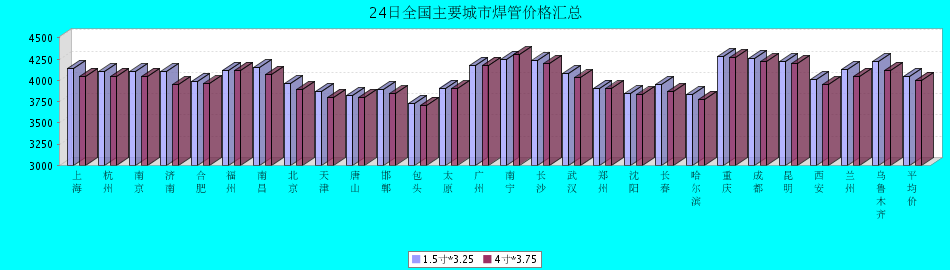 24日全国主要城市焊管价格汇总
4500
4250
4000
3750
3500
3250
3000
上海
杭州
南京
济南
合肥
福州
南昌
北京
天津
唐山
邯郸
包头
太原
广州
南宁
长沙
武汉
郑州
沈阳
长春
哈尔滨
重庆
成都
昆明
西安
兰州
乌鲁木齐
平均价
1.5寸*3.25
4寸*3.75